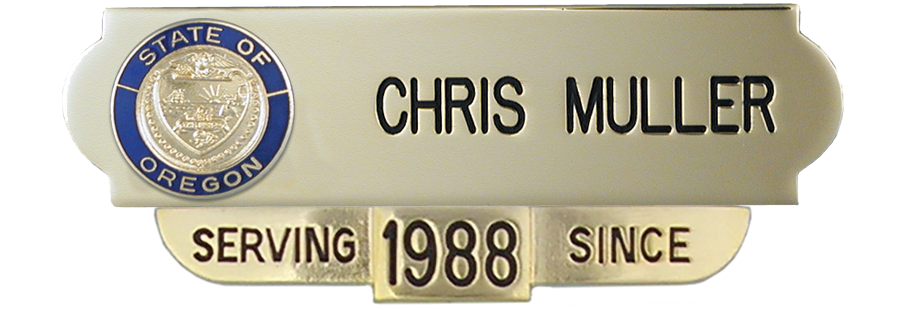 STATE OF
OREGON
CHRIS MULLER
SERVING 1988 SINCE